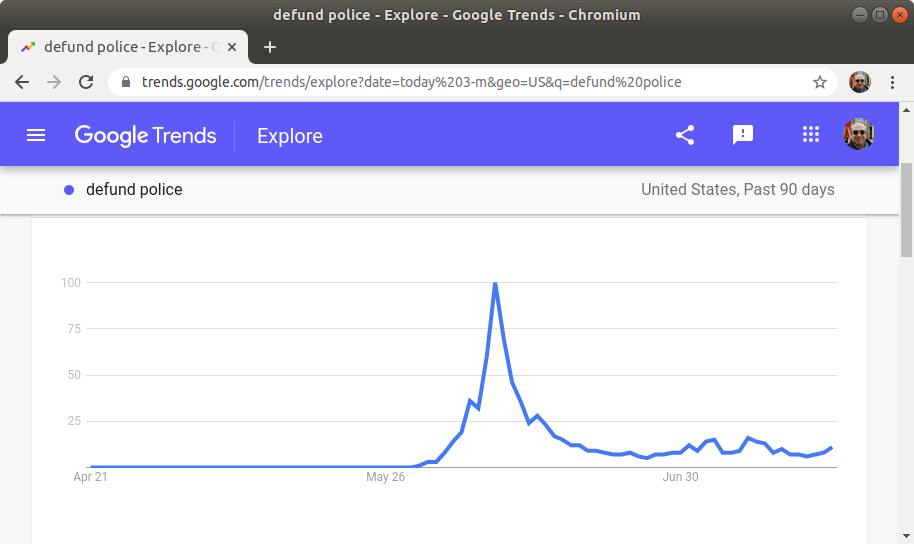 defund police - Explore - Google Trends - Chromium
defund police - Explore - G
trends.google.com/trends/explore?date=today%203-m&geo=US&q=defund%20police
Google Trends
Explore
defund police
United States, Past 90 days
100
75
50
25
Apr 21
May 26
Jun 30